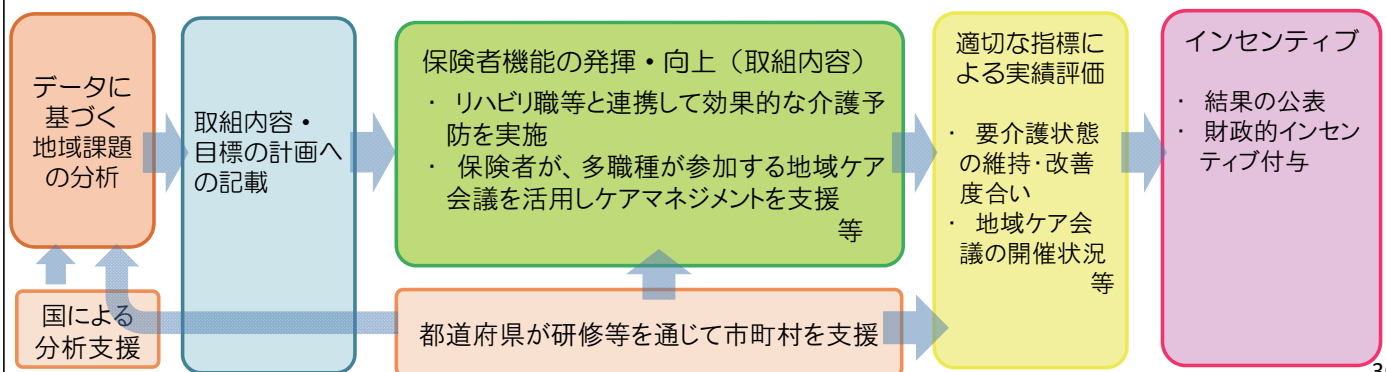 データに
基づく
地域課題
の分析
取組内容・
目標の計画へ
の記載
保険者機能の発揮・向上（取組内容）
・ リハビリ職等と連携して効果的な介護予
防を実施
・ 保険者が、多職種が参加する地域ケア
会議を活用しケアマネジメントを支援
等
適切な指標に
よる実績評価
・ 要介護状態
の維持・改善
度合い
・ 地域ケア会
議の開催状況
等
インセンティブ
・ 結果の公表
・ 財政的インセン
ティブ付与
国による
分析支援
都道府県が研修等を通じて市町村を支援